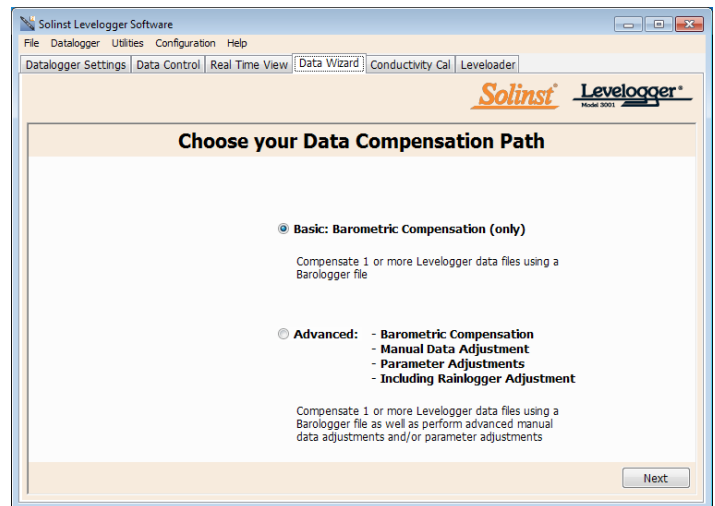 Solinst Levelogger Software
File Datalogger Utilities Configuration Help
Datalogger Settings Data Control Real Time View Data Wizard Conductivity Cal Leveloader
Solinst Levelogger
Model 3001
Choose your Data Compensation Path
Basic: Barometric Compensation (only)
Compensate 1 or more Levelogger data files using a
Barologger file
Advanced: - Barometric Compensation
- Manual Data Adjustment
- Parameter Adjustments
- Including Rainlogger Adjustment
Compensate 1 or more Levelogger data files using a
Barologger file as well as perform advanced manual
data adjustments and/or parameter adjustments
Next